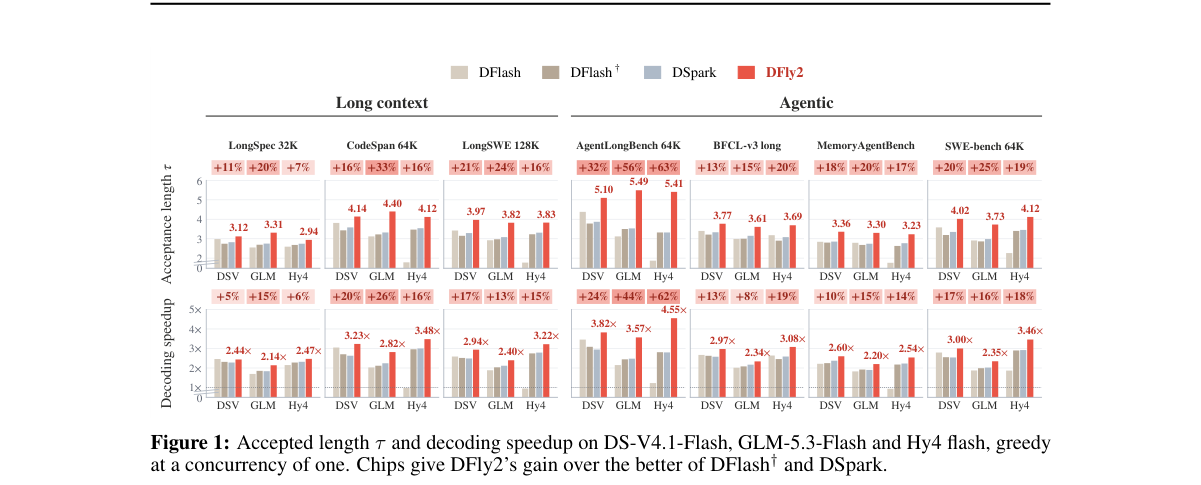 DFlash DFlash† DSpark DFly2
Long context Agentic
LongSpec 32K CodeSpan 64K LongSWE 128K AgentLongBench 64K BFCL-v3 long MemoryAgentBench SWE-bench 64K
+11% +20% +7% +16% +33% +16% +21% +24% +16% +32% +56% +63% +13% +15% +20% +18% +20% +17% +20% +25% +19%
Acceptance length τ
6
5
4
3
2
0
3.12 3.31 2.94 4.14 4.40 4.12 3.97 3.82 3.83 5.10 5.49 5.41 3.77 3.61 3.69 3.36 3.30 3.23 4.02 3.73 4.12
DSV GLM Hy4 DSV GLM Hy4 DSV GLM Hy4 DSV GLM Hy4 DSV GLM Hy4 DSV GLM Hy4 DSV GLM Hy4
+5% +15% +6% +20% +26% +16% +17% +13% +15% +24% +44% +62% +13% +8% +19% +10% +15% +14% +17% +16% +18%
Decoding speedup
5×
4×
3×
2×
1×
0
2.44× 2.14× 2.47× 3.23× 2.82× 3.48× 2.94× 2.40× 3.22× 3.82× 3.57× 4.55× 2.97× 2.34× 3.08× 2.60× 2.20× 2.54× 3.00× 2.35× 3.46×
DSV GLM Hy4 DSV GLM Hy4 DSV GLM Hy4 DSV GLM Hy4 DSV GLM Hy4 DSV GLM Hy4 DSV GLM Hy4
Figure 1: Accepted length τ and decoding speedup on DS-V4.1-Flash, GLM-5.3-Flash and Hy4 flash, greedy
at a concurrency of one. Chips give DFly2's gain over the better of DFlash† and DSpark.